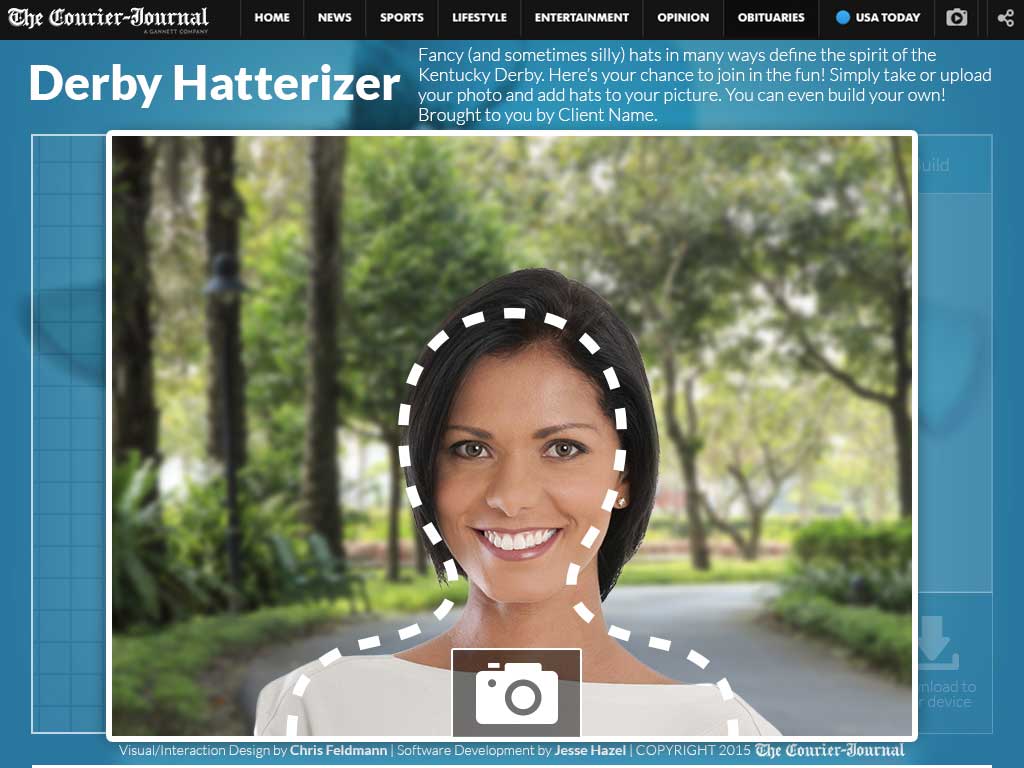 The Courier-Journal
A GANNETT COMPANY
HOME
NEWS
SPORTS
LIFESTYLE
ENTERTAINMENT
OPINION
OBITUARIES
USA TODAY
Derby Hatterizer
Fancy (and sometimes silly) hats in many ways define the spirit of the
Kentucky Derby. Here's your chance to join in the fun! Simply take or upload
your photo and add hats to your picture. You can even build your own!
Brought to you by Client Name.
uild
nload to
r device
Visual/Interaction Design by Chris Feldmann | Software Development by Jesse Hazel | COPYRIGHT 2015 The Courier-Journal